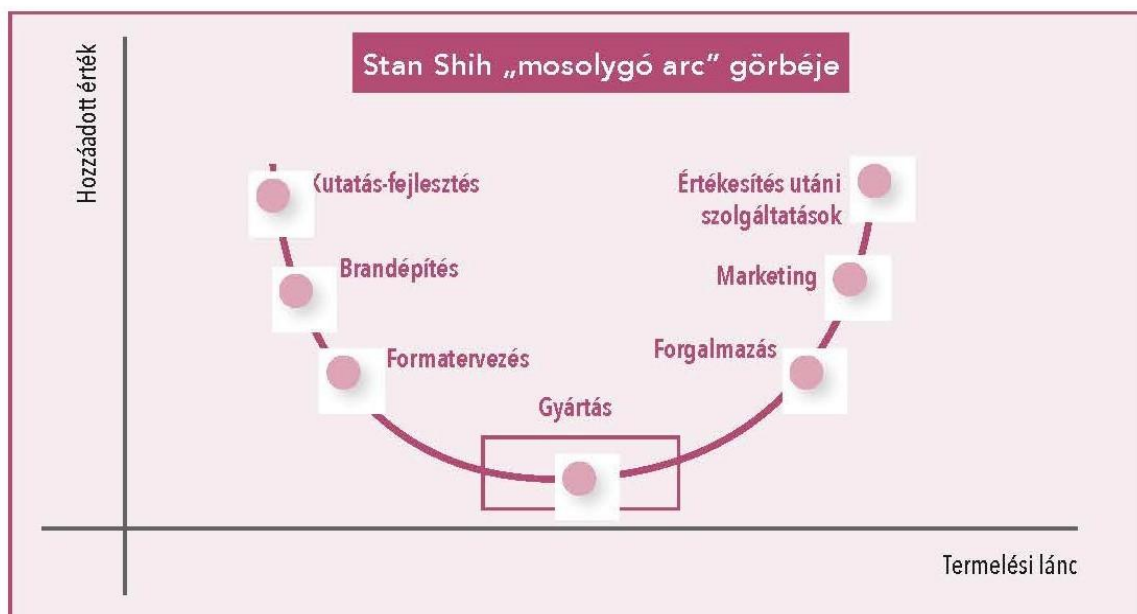 Stan Shih „mosolygó arc” görbéje
Hozzáadott érték
Kutatás-fejlesztés
Brandépítés
Formatervezés
Gyártás
Értékesítés utáni
szolgáltatások
Marketing
Forgalmazás
Termelési lánc